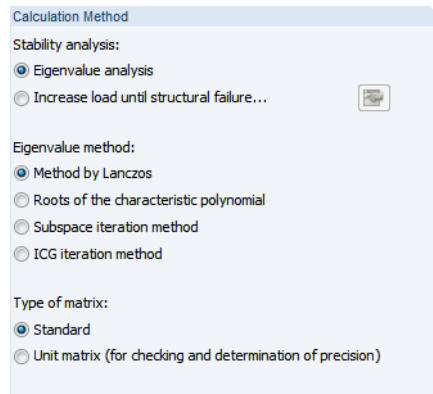 Calculation Method
Stability analysis:
Eigenvalue analysis
Increase load until structural failure...
Eigenvalue method:
Method by Lanczos
Roots of the characteristic polynomial
Subspace iteration method
ICG iteration method
Type of matrix:
Standard
Unit matrix (for checking and determination of precision)